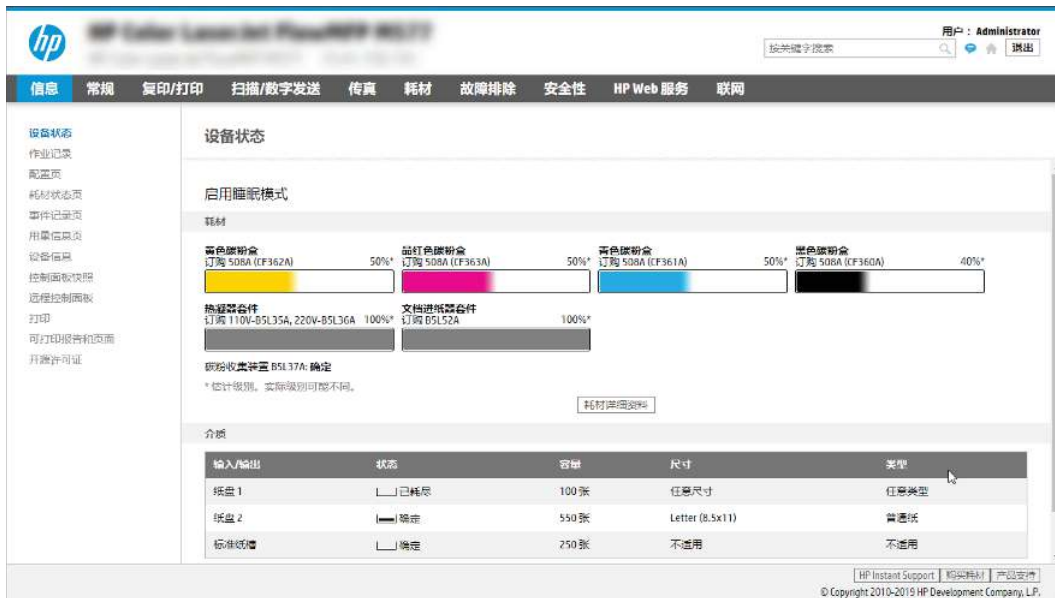 hp
HP Color LaserJet FlowMFP M577
用户：Administrator
按关键字搜索
退出
信息 常规 复印/打印 扫描/数字发送 传真 耗材 故障排除 安全性 HP Web 服务 联网
设备状态
作业记录
配置页
耗材状态页
事件记录页
用量信息页
设备信息
控制面板快照
远程控制面板
打印
可打印报告和页面
开源许可证
设备状态
启用睡眠模式
耗材
黄色碳粉盒
订购 508A (CF362A) 50%*
品红色碳粉盒
订购 508A (CF363A) 50%*
青色碳粉盒
订购 508A (CF361A) 50%*
黑色碳粉盒
订购 508A (CF360A) 40%*
热凝器套件
订购 110V-B5L35A, 220V-B5L36A 100%*
文档进纸器套件
订购 B5L52A 100%*
碳粉收集装置 B5L37A: 确定
* 估计级别。实际级别可能不同。
耗材详细资料
介质
输入/输出 状态 容量 尺寸 类型
纸盘 1 已耗尽 100 张 任意尺寸 任意类型
纸盘 2 确定 550 张 Letter (8.5x11) 普通纸
标准纸槽 确定 250 张 不适用 不适用
HP Instant Support 购买耗材 产品支持
© Copyright 2010-2019 HP Development Company, L.P.